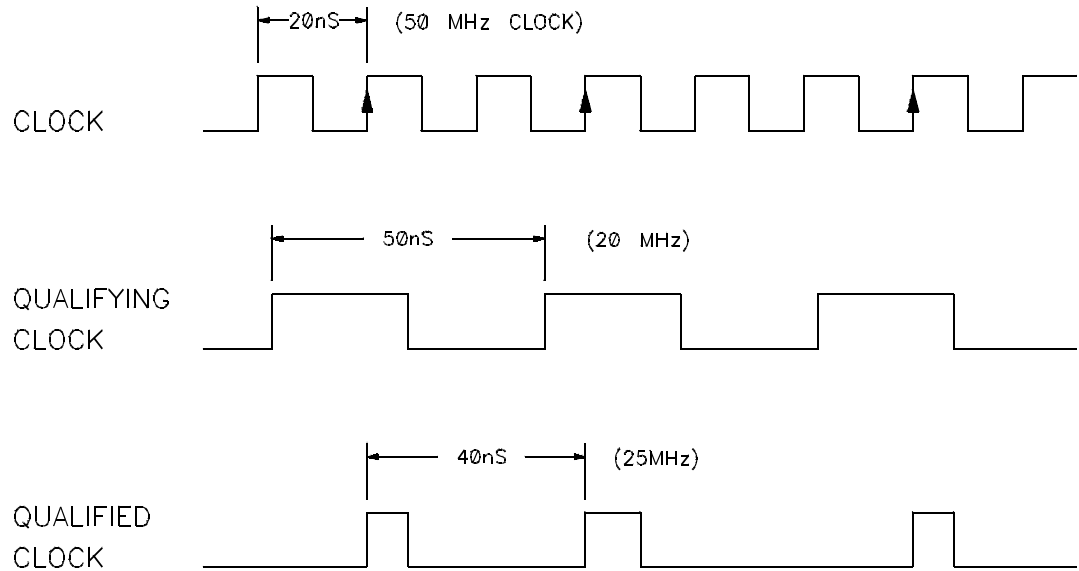 20nS (50 MHz CLOCK)
CLOCK
50nS (20 MHz)
QUALIFYING
CLOCK
40nS (25MHz)
QUALIFIED
CLOCK